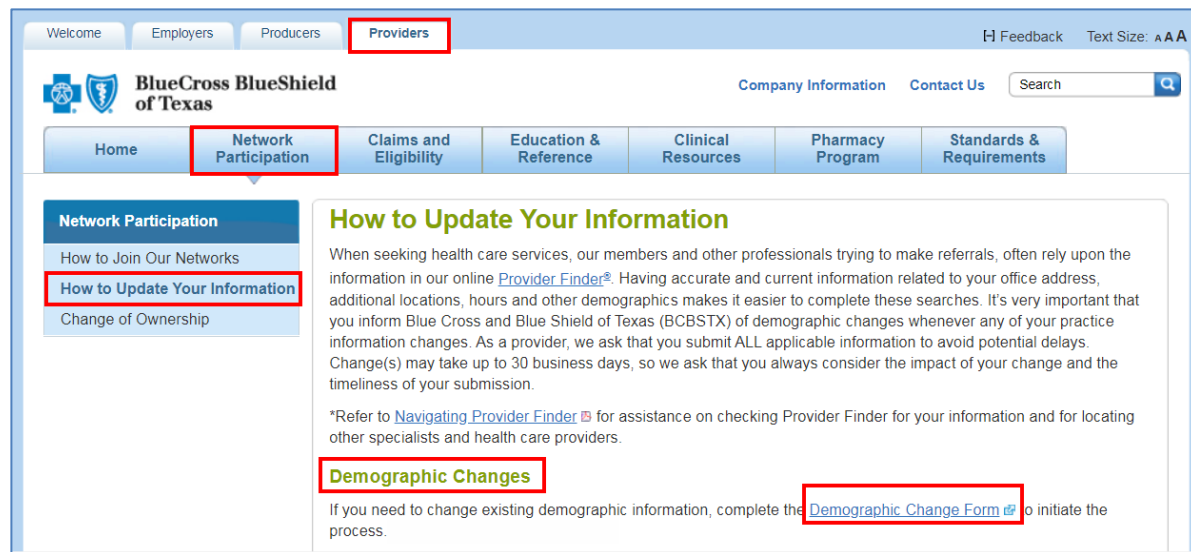 Welcome Employers Producers Providers [-] Feedback Text Size: A A A
BlueCross BlueShield
of Texas
Company Information Contact Us Search
Home Network Participation Claims and Eligibility Education & Reference Clinical Resources Pharmacy Program Standards & Requirements
Network Participation
How to Join Our Networks
How to Update Your Information
Change of Ownership
How to Update Your Information
When seeking health care services, our members and other professionals trying to make referrals, often rely upon the
information in our online Provider Finder®. Having accurate and current information related to your office address,
additional locations, hours and other demographics makes it easier to complete these searches. It’s very important that
you inform Blue Cross and Blue Shield of Texas (BCBSTX) of demographic changes whenever any of your practice
information changes. As a provider, we ask that you submit ALL applicable information to avoid potential delays.
Change(s) may take up to 30 business days, so we ask that you always consider the impact of your change and the
timeliness of your submission.
*Refer to Navigating Provider Finder for assistance on checking Provider Finder for your information and for locating
other specialists and health care providers.
Demographic Changes
If you need to change existing demographic information, complete the Demographic Change Form to initiate the
process.